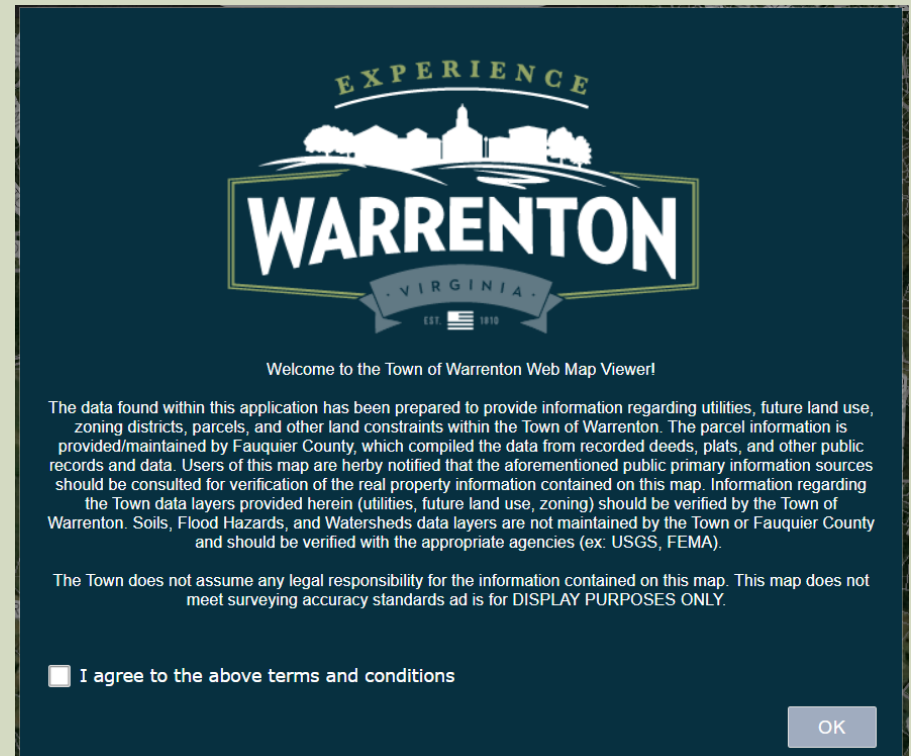 EXPERIENCE
WARRENTON
· VIRGINIA ·
EST. 1810
Welcome to the Town of Warrenton Web Map Viewer!
The data found within this application has been prepared to provide information regarding utilities, future land use,
zoning districts, parcels, and other land constraints within the Town of Warrenton. The parcel information is
provided/maintained by Fauquier County, which compiled the data from recorded deeds, plats, and other public
records and data. Users of this map are herby notified that the aforementioned public primary information sources
should be consulted for verification of the real property information contained on this map. Information regarding
the Town data layers provided herein (utilities, future land use, zoning) should be verified by the Town of
Warrenton. Soils, Flood Hazards, and Watersheds data layers are not maintained by the Town or Fauquier County
and should be verified with the appropriate agencies (ex: USGS, FEMA).
The Town does not assume any legal responsibility for the information contained on this map. This map does not
meet surveying accuracy standards ad is for DISPLAY PURPOSES ONLY.
I agree to the above terms and conditions
OK